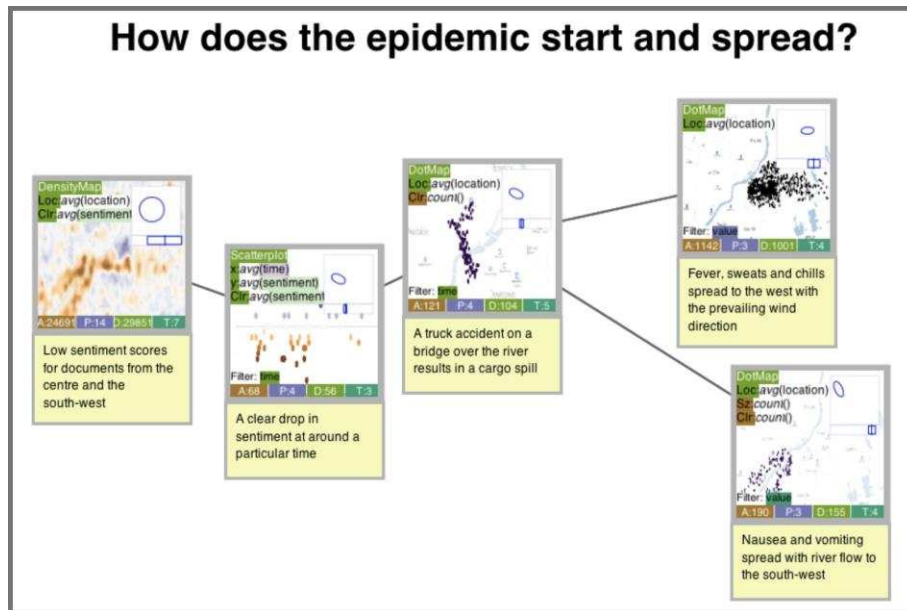 How does the epidemic start and spread?
DensityMap
Loc:avg(location)
Clr:avg(sentiment)
A:24691 P:14 D:29851 T:7
Low sentiment scores
for documents from the
centre and the
south-west
Scatterplot
x:avg(time)
y:avg(sentiment)
Clr:avg(sentiment
Filter: time
A:68 P:4 D:56 T:3
A clear drop in
sentiment at around a
particular time
DotMap
Loc:avg(location)
Clr:count()
Filter: time
A:121 P:4 D:104 T:5
A truck accident on a
bridge over the river
results in a cargo spill
DotMap
Loc:avg(location)
Filter: value
A:1142 P:3 D:1001 T:4
Fever, sweats and chills
spread to the west with
the prevailing wind
direction
DotMap
Loc:avg(location)
Sz:count()
Clr:count()
Filter: value
A:190 P:3 D:155 T:4
Nausea and vomiting
spread with river flow to
the south-west